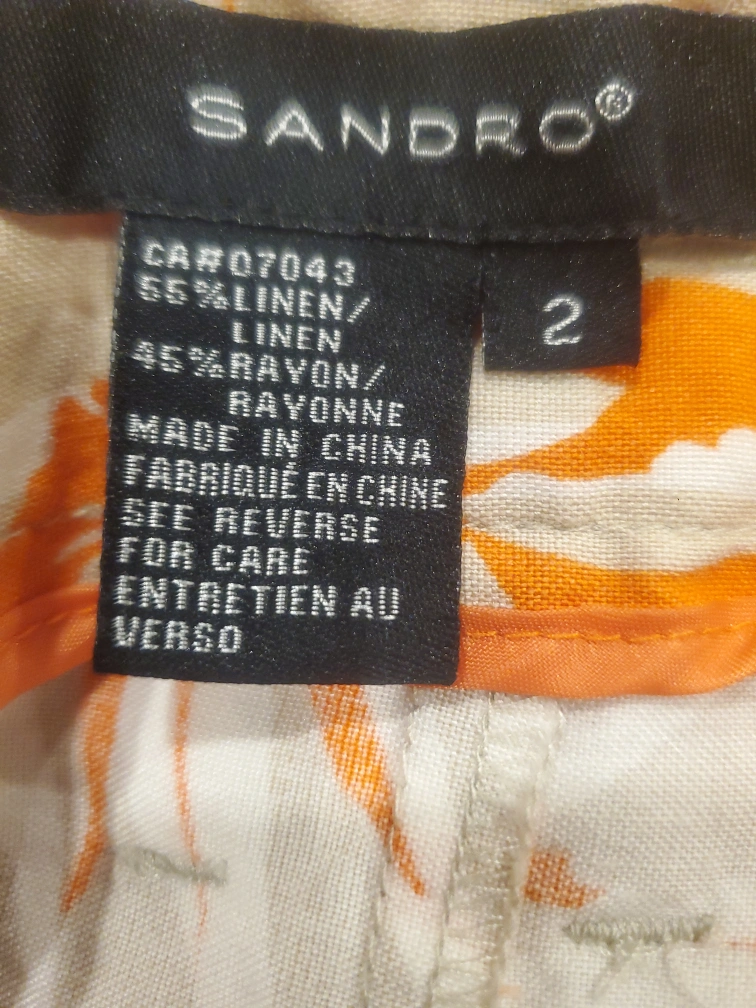 SANDRO®
CA#07043
55%LINEN/
LINEN
45%RAYON/
RAYONNE
MADE IN CHINA
FABRIQUÉ EN CHINE
SEE REVERSE
FOR CARE
ENTRETIEN AU
VERSO
2